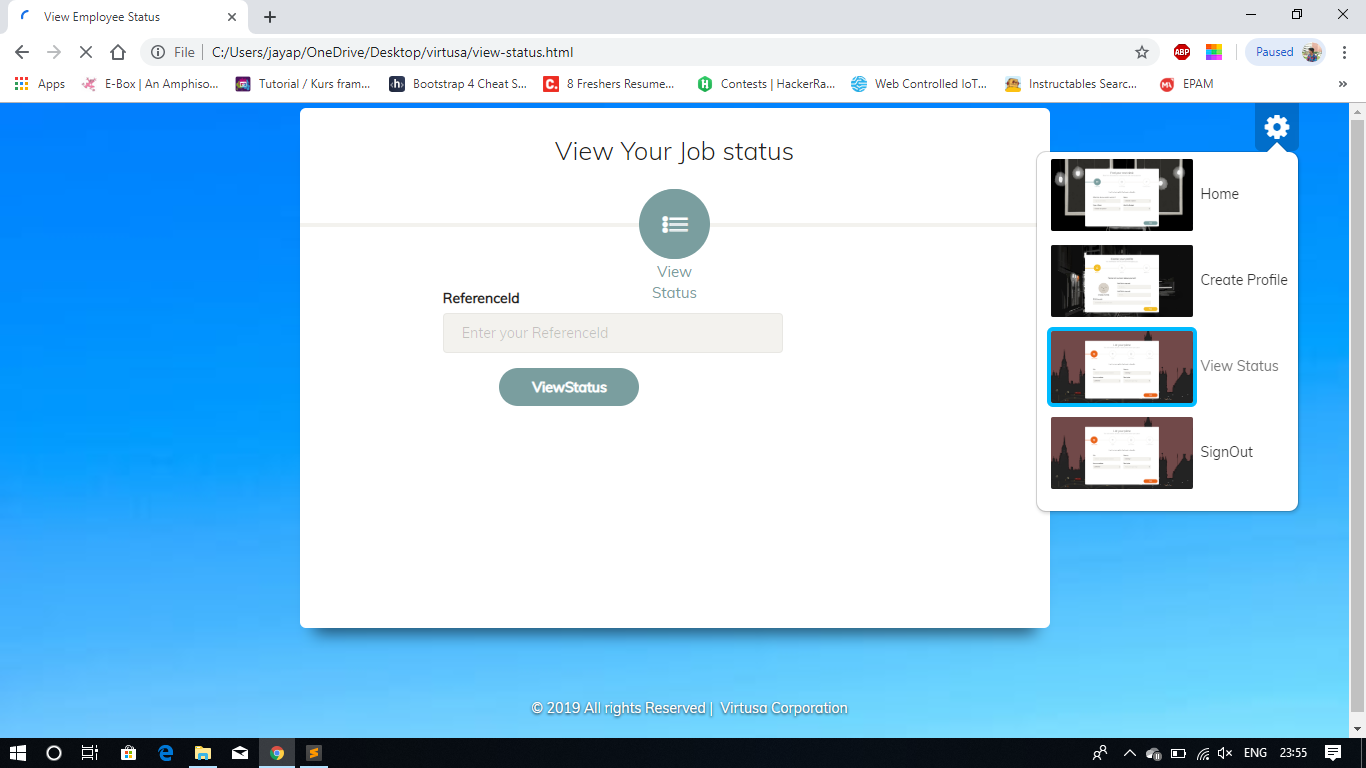 View Employee Status
File
C:/Users/jayap/OneDrive/Desktop/virtusa/view-status.html
ABP
Paused
Apps
E-Box | An Amphiso...
Tutorial / Kurs fram...
Bootstrap 4 Cheat S...
8 Freshers Resume...
Contests | HackerRa...
Web Controlled IoT...
Instructables Searc...
EPAM
»
View Your Job status
View
Status
ReferenceId
Enter your ReferenceId
ViewStatus
Home
Create Profile
View Status
SignOut
© 2019 All rights Reserved | Virtusa Corporation
ENG
23:55